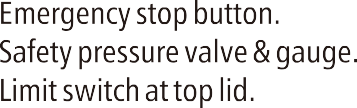 Emergency stop button.
Safety pressure valve & gauge.
Limit switch at top lid.